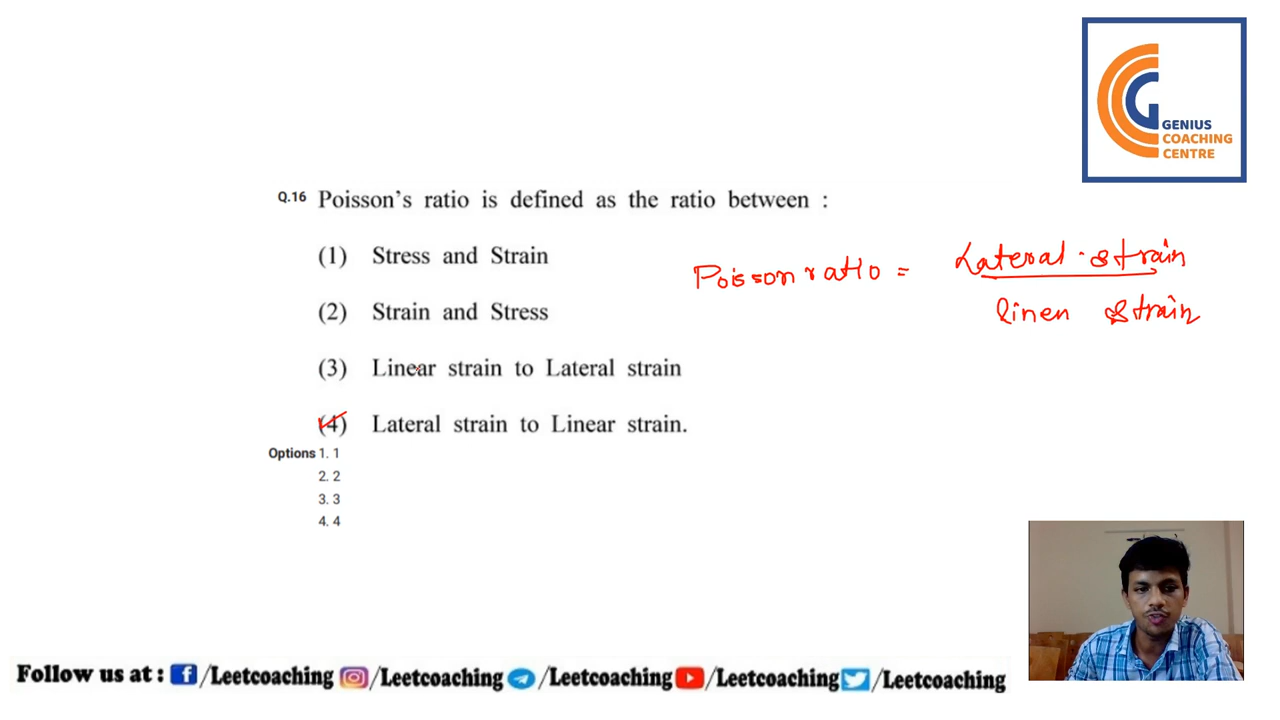 GENIUS
COACHING
CENTRE
Q.16 Poisson's ratio is defined as the ratio between :
(1) Stress and Strain
(2) Strain and Stress
(3) Linear strain to Lateral strain
(4) Lateral strain to Linear strain.
Options 1. 1
2. 2
3. 3
4. 4
Poisson ratio = Lateral strain
linen strain
Follow us at : /Leetcoaching /Leetcoaching /Leetcoaching /Leetcoaching /Leetcoaching